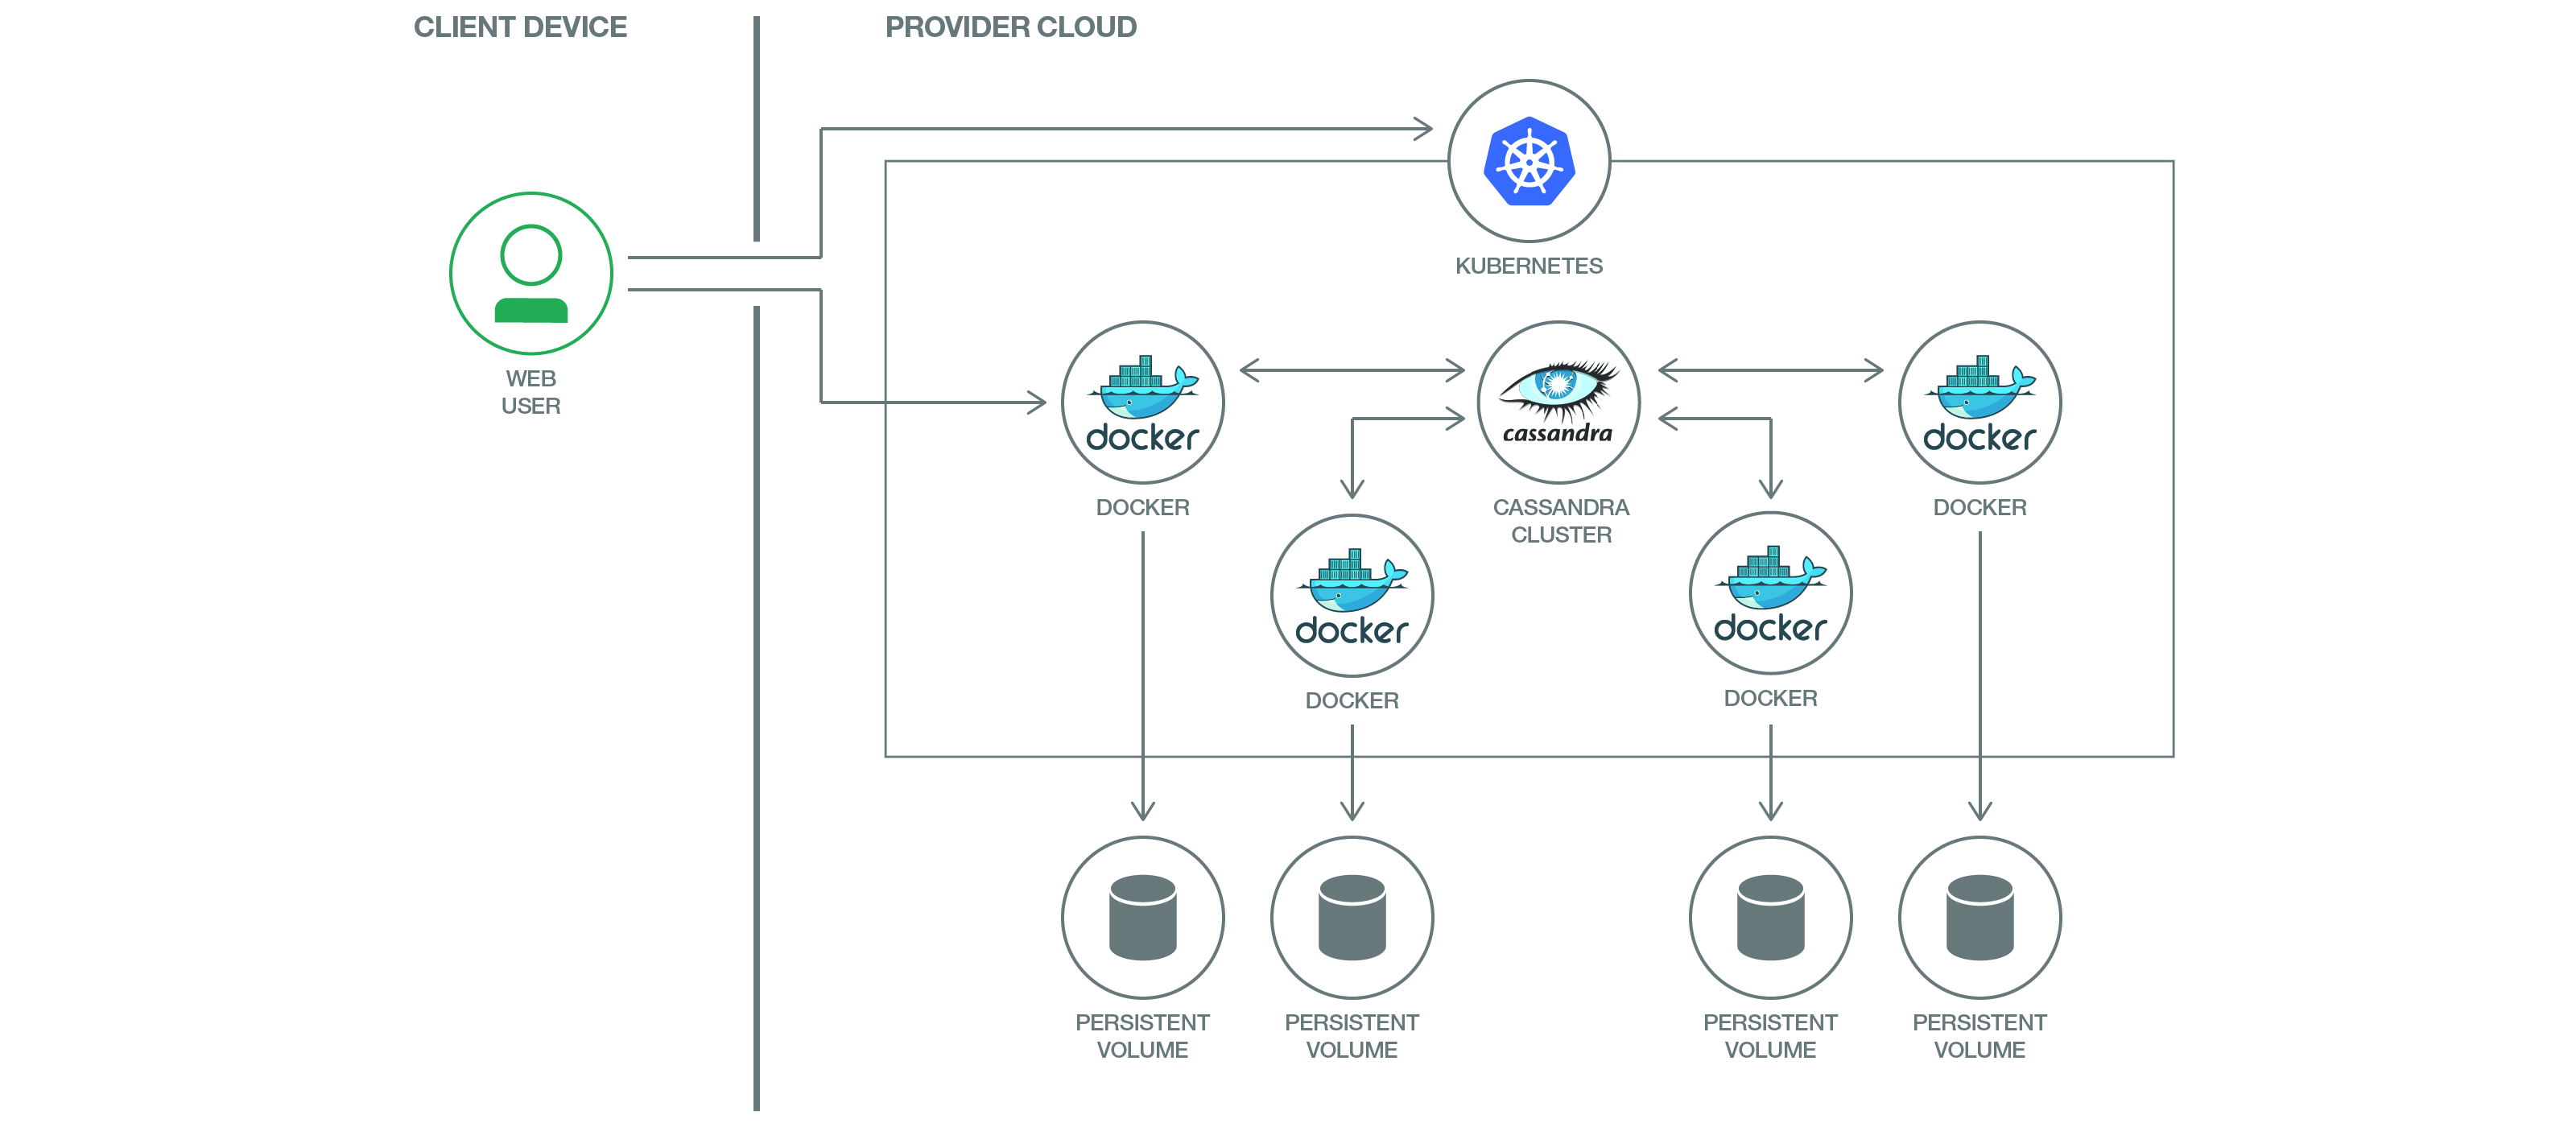 CLIENT DEVICE
PROVIDER CLOUD
KUBERNETES
WEB
USER
docker
DOCKER
cassandra
CASSANDRA
CLUSTER
docker
DOCKER
docker
DOCKER
docker
DOCKER
PERSISTENT
VOLUME
PERSISTENT
VOLUME
PERSISTENT
VOLUME
PERSISTENT
VOLUME